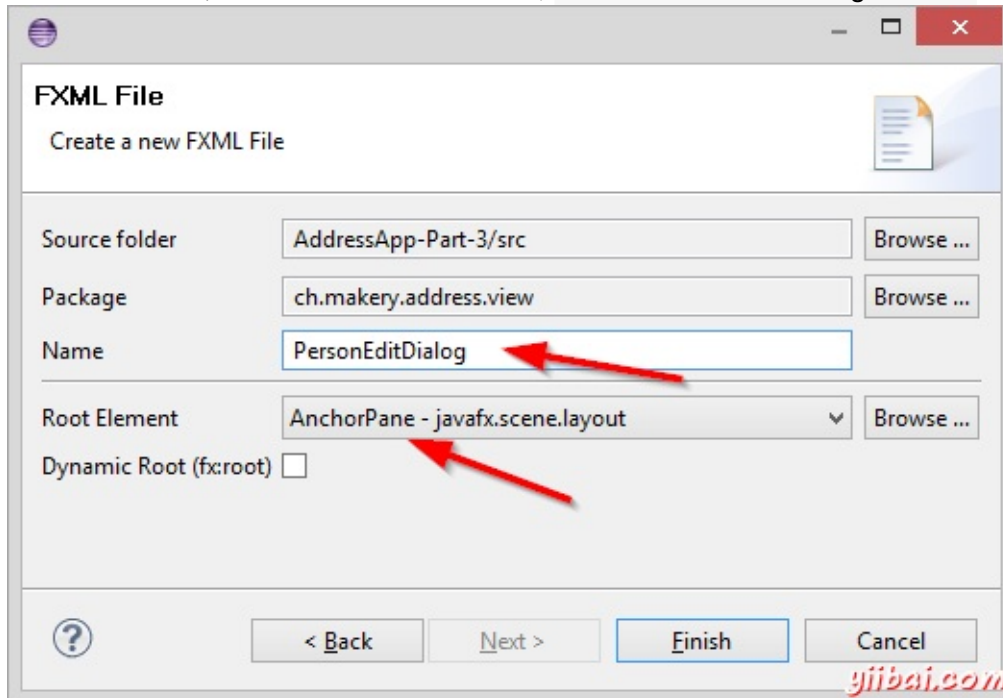 FXML File
Create a new FXML File
Source folder AddressApp-Part-3/src Browse ...
Package ch.makery.address.view Browse ...
Name PersonEditDialog
Root Element AnchorPane - javafx.scene.layout Browse ...
Dynamic Root (fx:root)
? < Back Next > Finish Cancel
yiibai.com